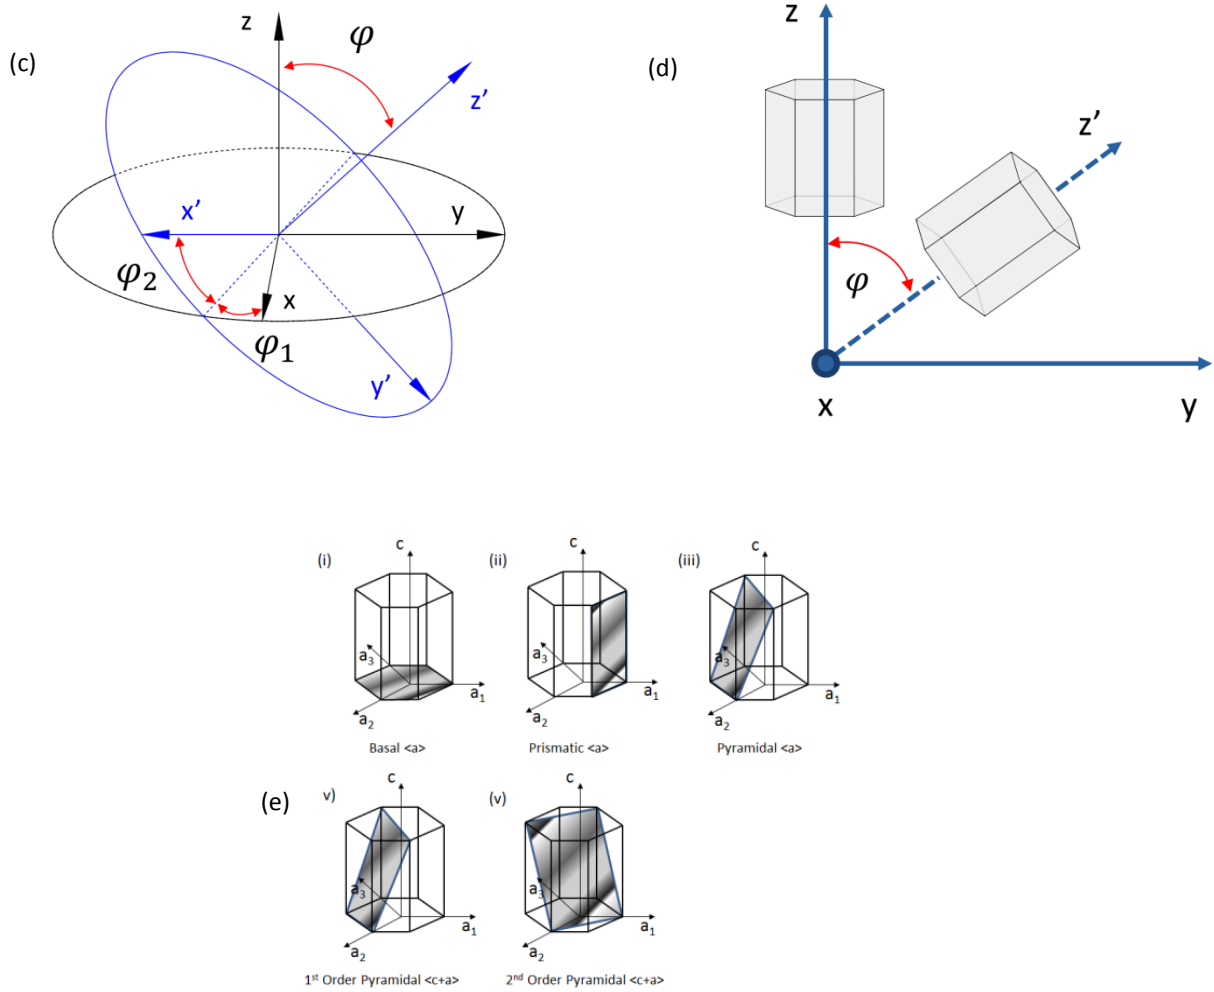 (c)
z
φ
z'
x'
y
φ2
x
φ1
y'
(d)
z
z'
φ
x
y
(i)
c
a3
a1
a2
Basal <a>
(ii)
c
a3
a1
a2
Prismatic <a>
(iii)
c
a3
a1
a2
Pyramidal <a>
(e)
v)
c
a3
a1
a2
1st Order Pyramidal <c+a>
(v)
c
a3
a1
a2
2nd Order Pyramidal <c+a>